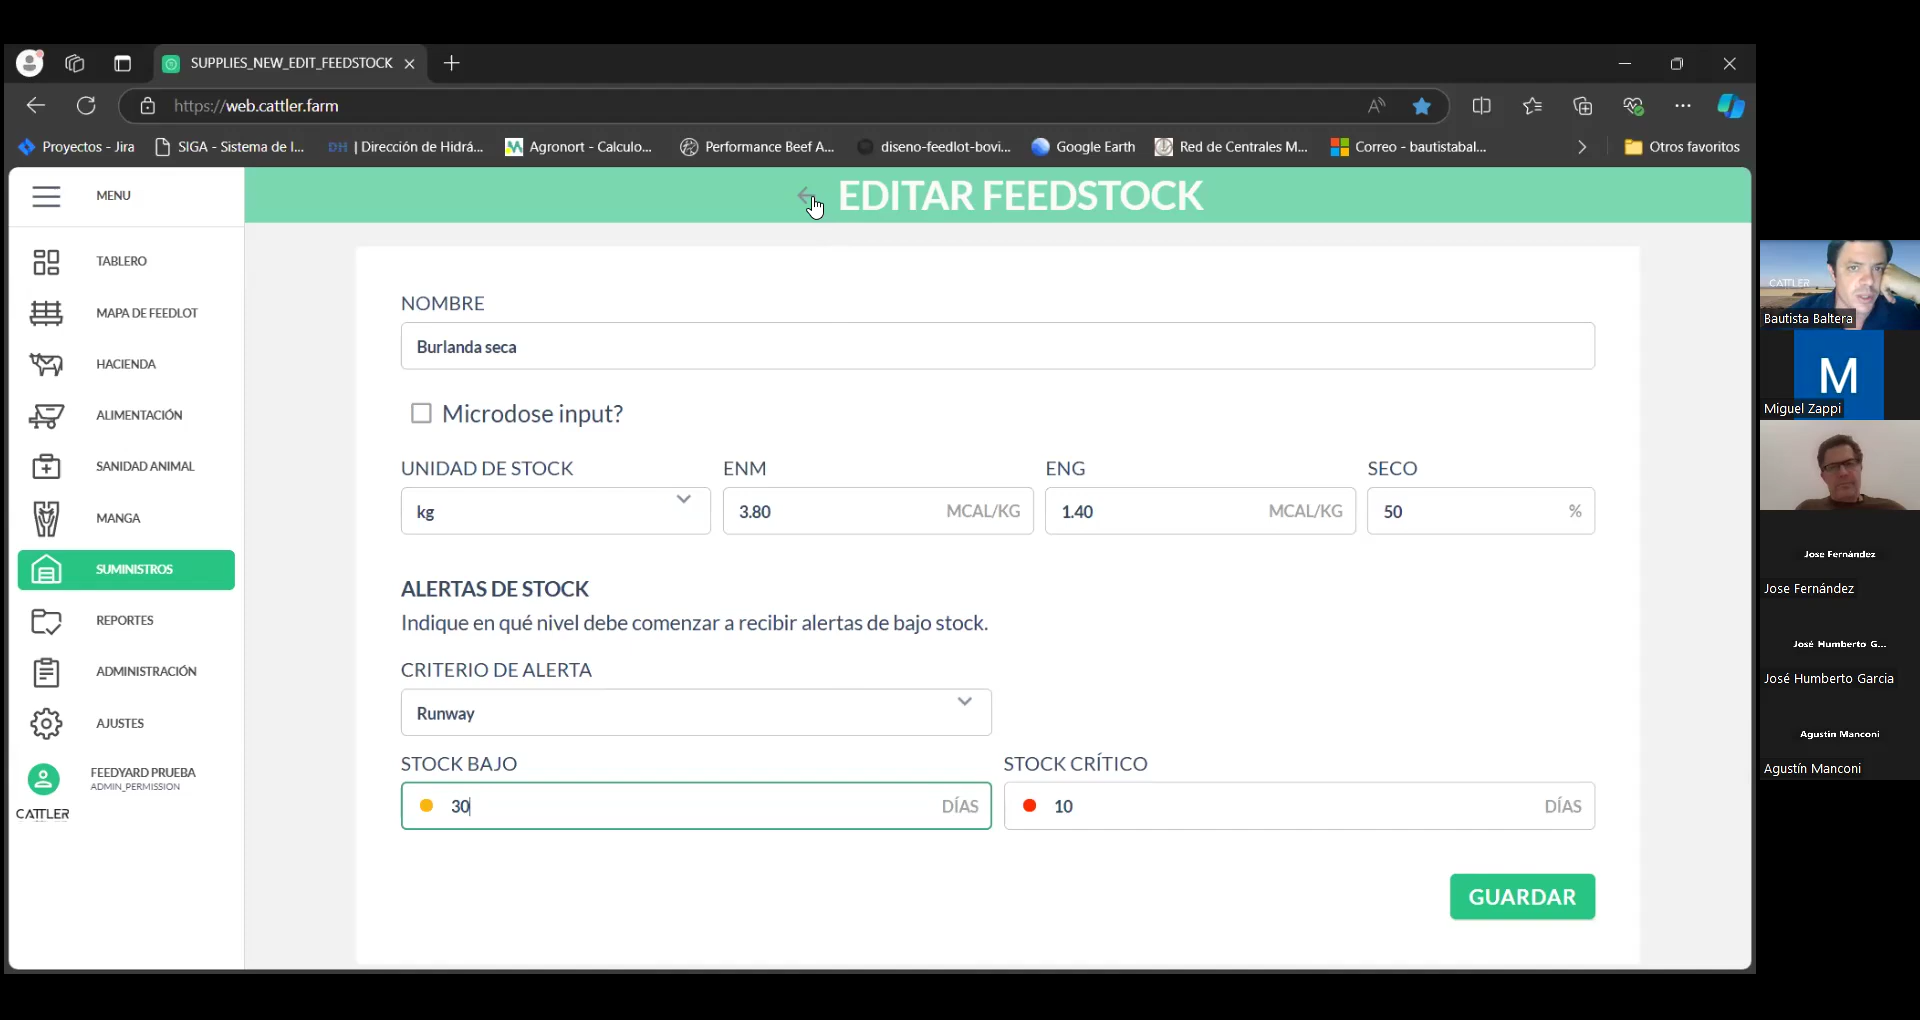 SUPPLIES_NEW_EDIT_FEEDSTOCK
https://web.cattler.farm
Proyectos - Jira
SIGA - Sistema de I...
DH | Dirección de Hidrá...
Agronort - Calculo...
Performance Beef A...
diseno-feedlot-bovi...
Google Earth
Red de Centrales M...
Correo - bautistabal...
Otros favoritos
MENU
EDITAR FEEDSTOCK
TABLERO
MAPA DE FEEDLOT
HACIENDA
ALIMENTACIÓN
SANIDAD ANIMAL
MANGA
SUMINISTROS
REPORTES
ADMINISTRACIÓN
AJUSTES
FEEDYARD PRUEBA
ADMIN_PERMISSION
CATTLER
NOMBRE
Burlanda seca
Microdose input?
UNIDAD DE STOCK
kg
ENM
3.80 MCAL/KG
ENG
1.40 MCAL/KG
SECO
50 %
ALERTAS DE STOCK
Indique en qué nivel debe comenzar a recibir alertas de bajo stock.
CRITERIO DE ALERTA
Runway
STOCK BAJO
30 DÍAS
STOCK CRÍTICO
10 DÍAS
GUARDAR
CATTLER
Bautista Baltera
M
Miguel Zappi
Jose Fernández
Jose Fernández
José Humberto G...
José Humberto Garcia
Agustín Manconi
Agustín Manconi